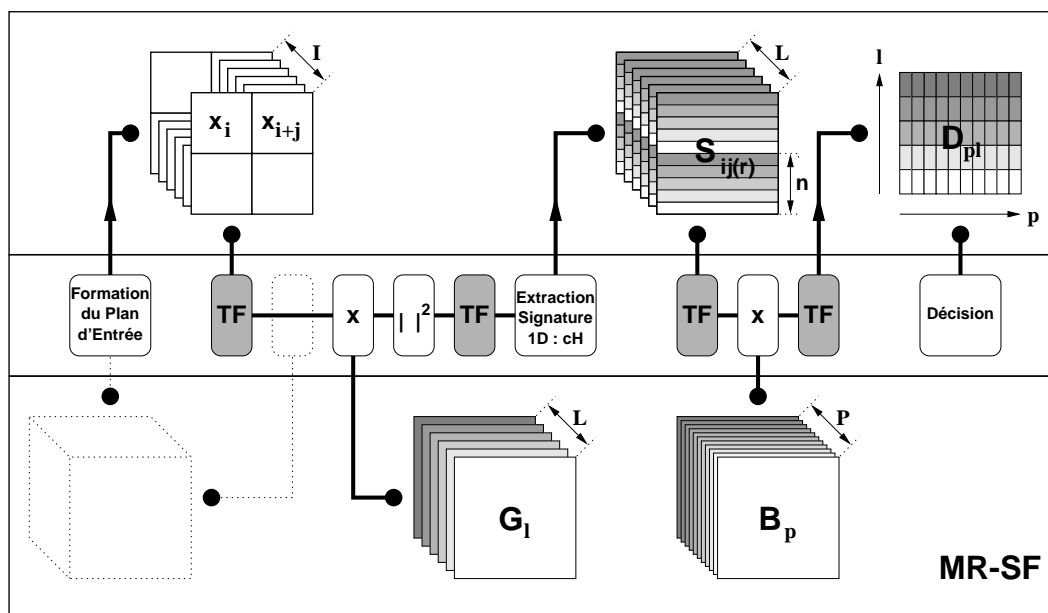 I
x i
x i+j
L
S ij(r)
n
l
D pl
p
Formation
du Plan
d'Entrée
TF
x
| |²
TF
Extraction
Signature
1D : cH
TF
x
TF
Décision
L
G l
P
B p
MR-SF